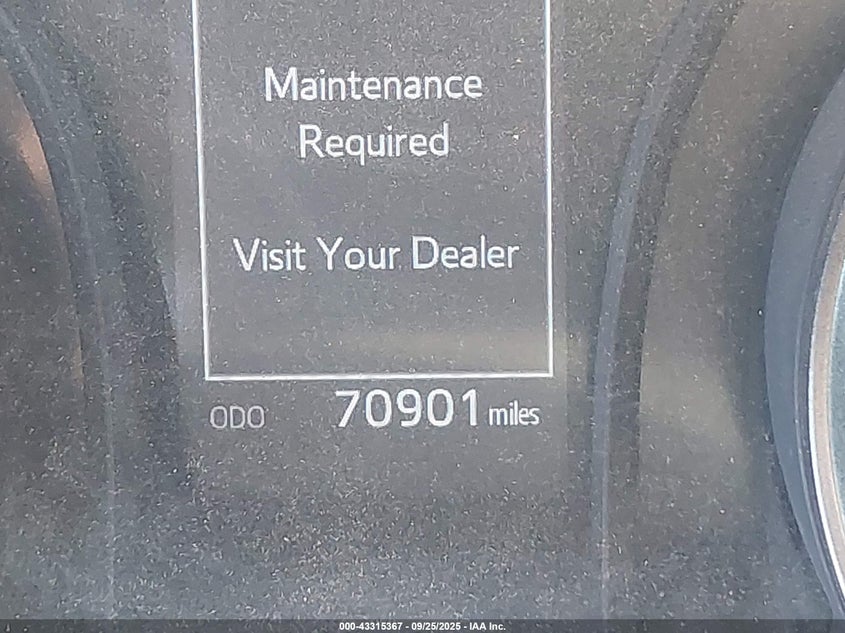 Maintenance
Required
Visit Your Dealer
ODO 70901 miles
000-43315367 - 09/25/2025 - IAA Inc.